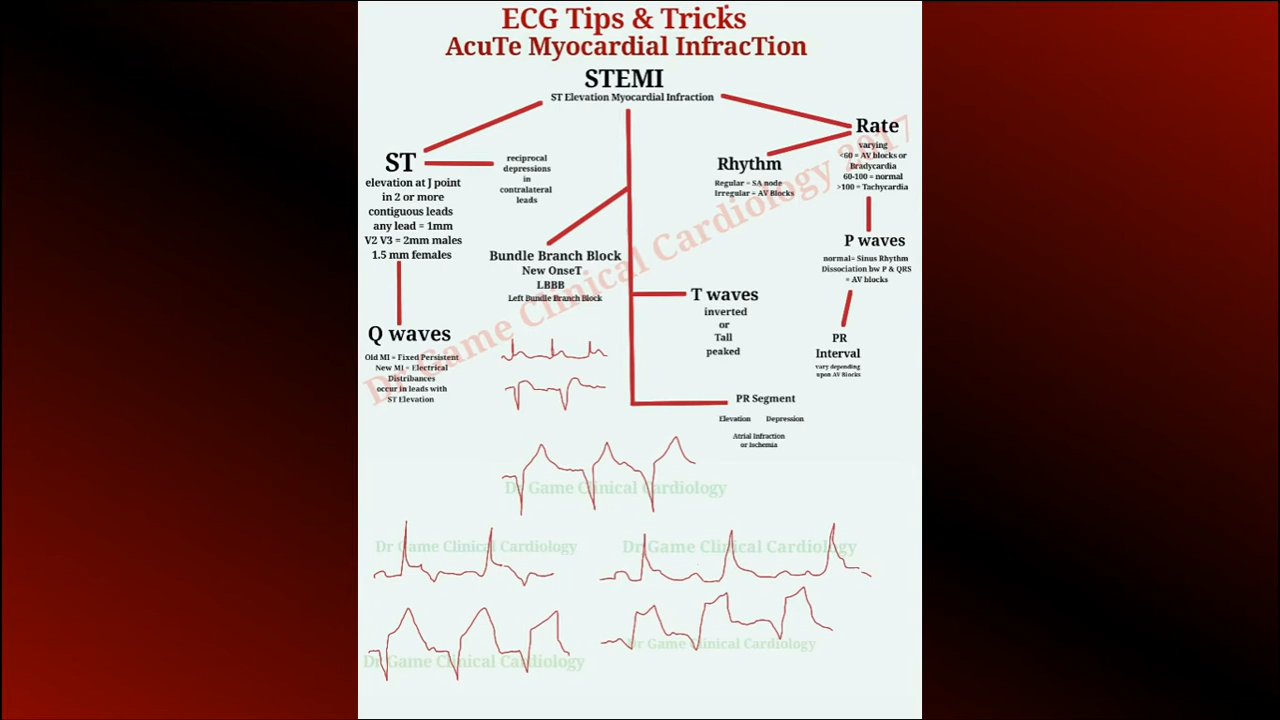 ECG Tips & Tricks
AcuTe Myocardial InfracTion
STEMI
ST Elevation Myocardial Infraction
ST
elevation at J point
in 2 or more
contiguous leads
any lead = 1mm
V2 V3 = 2mm males
1.5 mm females
reciprocal
depressions
in
contralateral
leads
Q waves
Old MI = Fixed Persistent
New MI = Electrical
Distribances
occur in leads with
ST Elevation
Bundle Branch Block
New OnseT
LBBB
Left Bundle Branch Block
Rhythm
Regular = SA node
Irregular = AV Blocks
Rate
varying
<60 = AV blocks or
Bradycardia
60-100 = normal
>100 = Tachycardia
P waves
normal= Sinus Rhythm
Dissociation bw P & QRS
= AV blocks
PR
Interval
vary depending
upon AV Blocks
T waves
inverted
or
Tall
peaked
PR Segment
Elevation Depression
Atrial Infraction
or Ischemia
Dr Game Clinical Cardiology 2017
Dr Game Clinical Cardiology
Dr Game Clinical Cardiology
Dr Game Clinical Cardiology
Dr Game Clinical Cardiology
Dr Game Clinical Cardiology